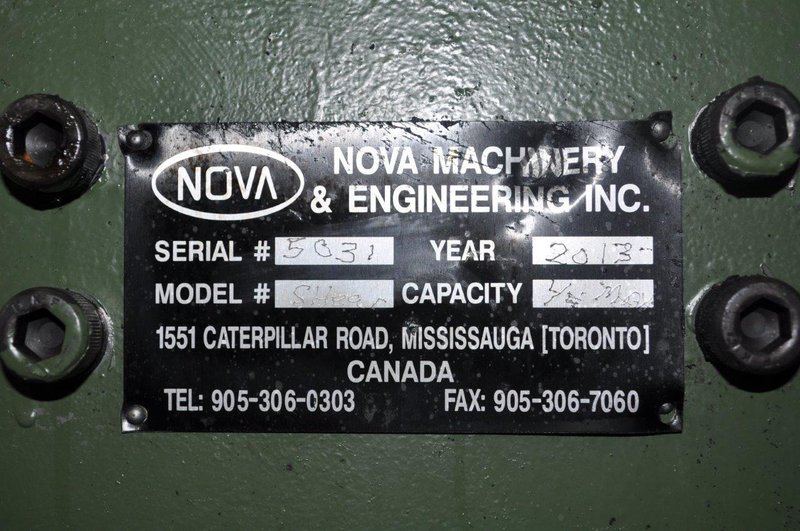 NOVA
NOVA MACHINERY
& ENGINEERING INC.
SERIAL # 5031 YEAR 2013
MODEL # SHear CAPACITY
1551 CATERPILLAR ROAD, MISSISSAUGA [TORONTO]
CANADA
TEL: 905-306-0303 FAX: 905-306-7060